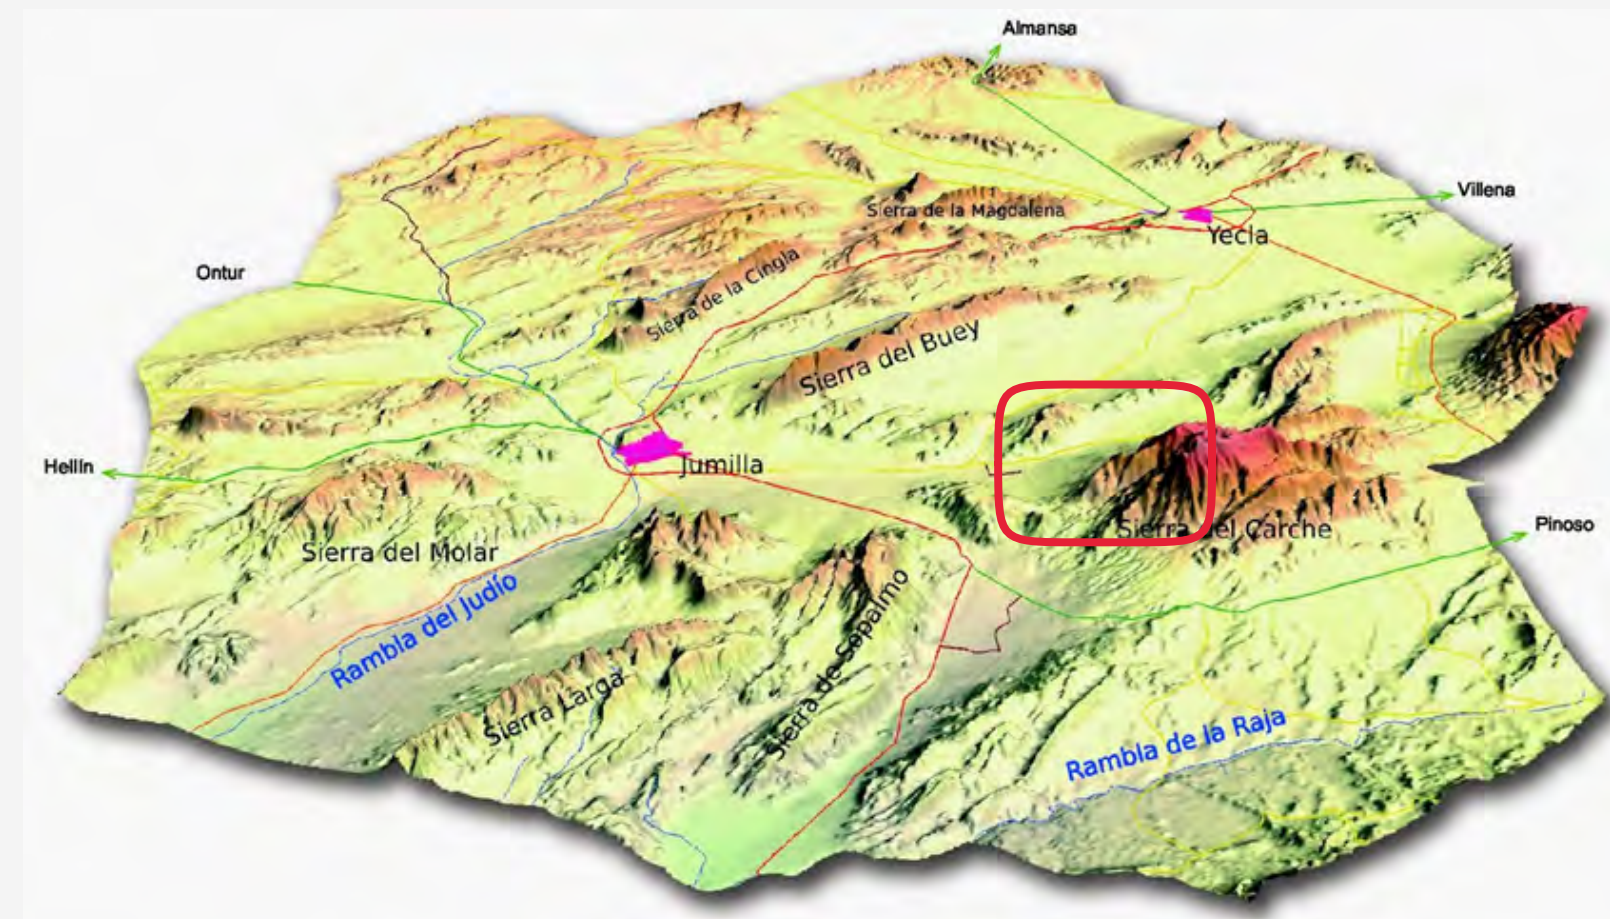 Almansa
Villena
Sierra de la Magdalena
Yecla
Ontur
Sierra de la Cingla
Sierra del Buey
Hellín
Jumilla
Pinoso
Sierra del Carche
Sierra del Molar
Rambla del Judío
Sierra de Sopalmo
Sierra Larga
Rambla de la Raja